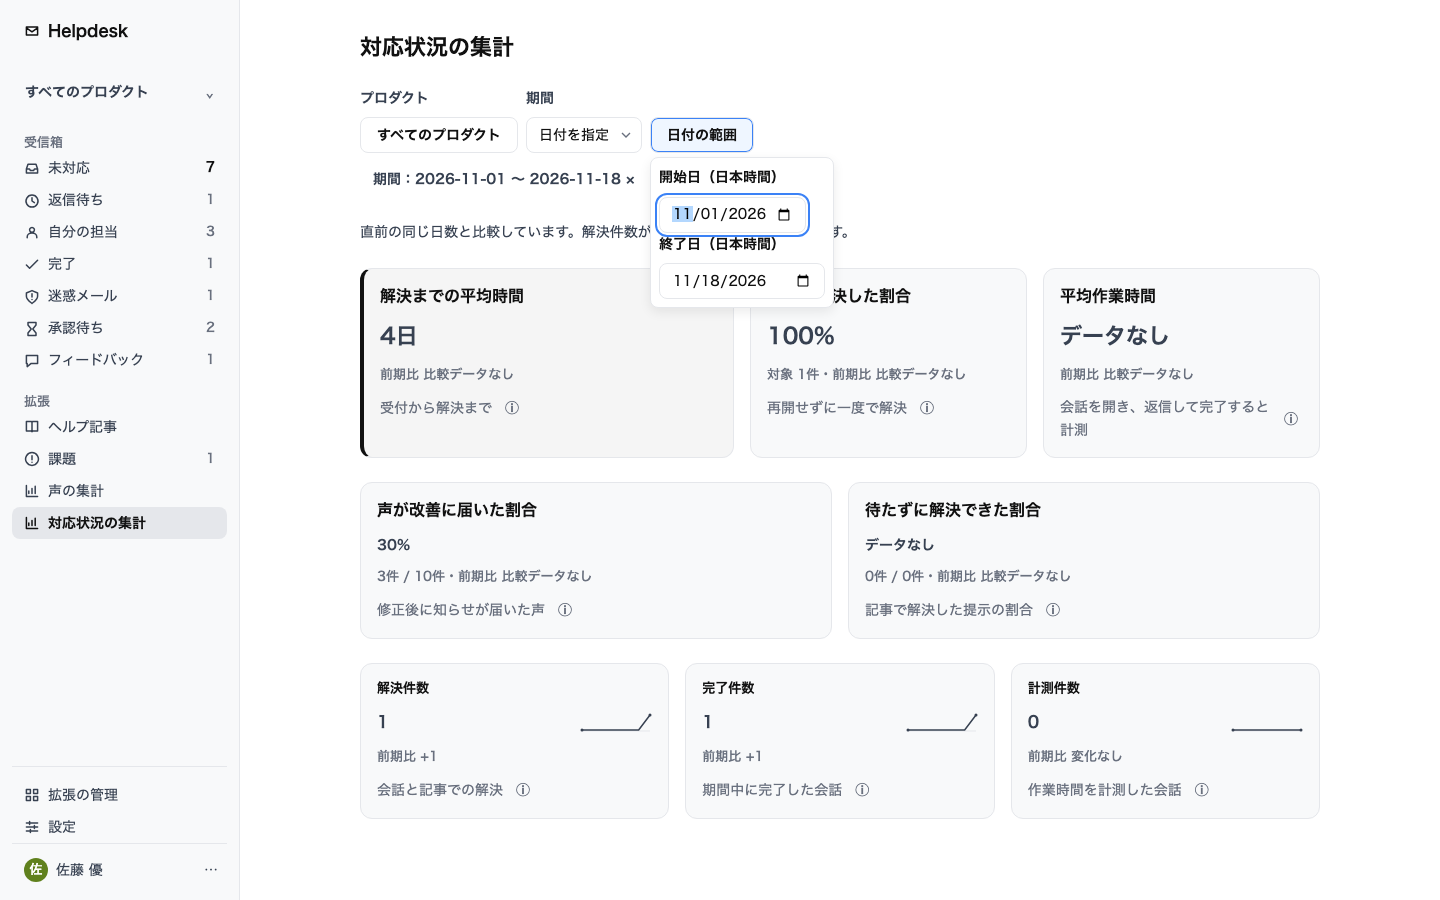 Helpdesk
すべてのプロダクト
受信箱
未対応 7
返信待ち 1
自分の担当 3
完了 1
迷惑メール 1
承認待ち 2
フィードバック 1
拡張
ヘルプ記事
課題 1
声の集計
対応状況の集計
拡張の管理
設定
佐 佐藤 優 …
対応状況の集計
プロダクト 期間
すべてのプロダクト 日付を指定 日付の範囲
期間：2026-11-01 〜 2026-11-18 ×
開始日（日本時間）
11/01/2026
終了日（日本時間）
11/18/2026
直前の同じ日数と比較しています。解決件数が
す。
解決までの平均時間
4日
前期比 比較データなし
受付から解決まで
決した割合
100%
対象 1件・前期比 比較データなし
再開せずに一度で解決
平均作業時間
データなし
前期比 比較データなし
会話を開き、返信して完了すると
計測
声が改善に届いた割合
30%
3件 / 10件・前期比 比較データなし
修正後に知らせが届いた声
待たずに解決できた割合
データなし
0件 / 0件・前期比 比較データなし
記事で解決した提示の割合
解決件数
1
前期比 +1
会話と記事での解決
完了件数
1
前期比 +1
期間中に完了した会話
計測件数
0
前期比 変化なし
作業時間を計測した会話